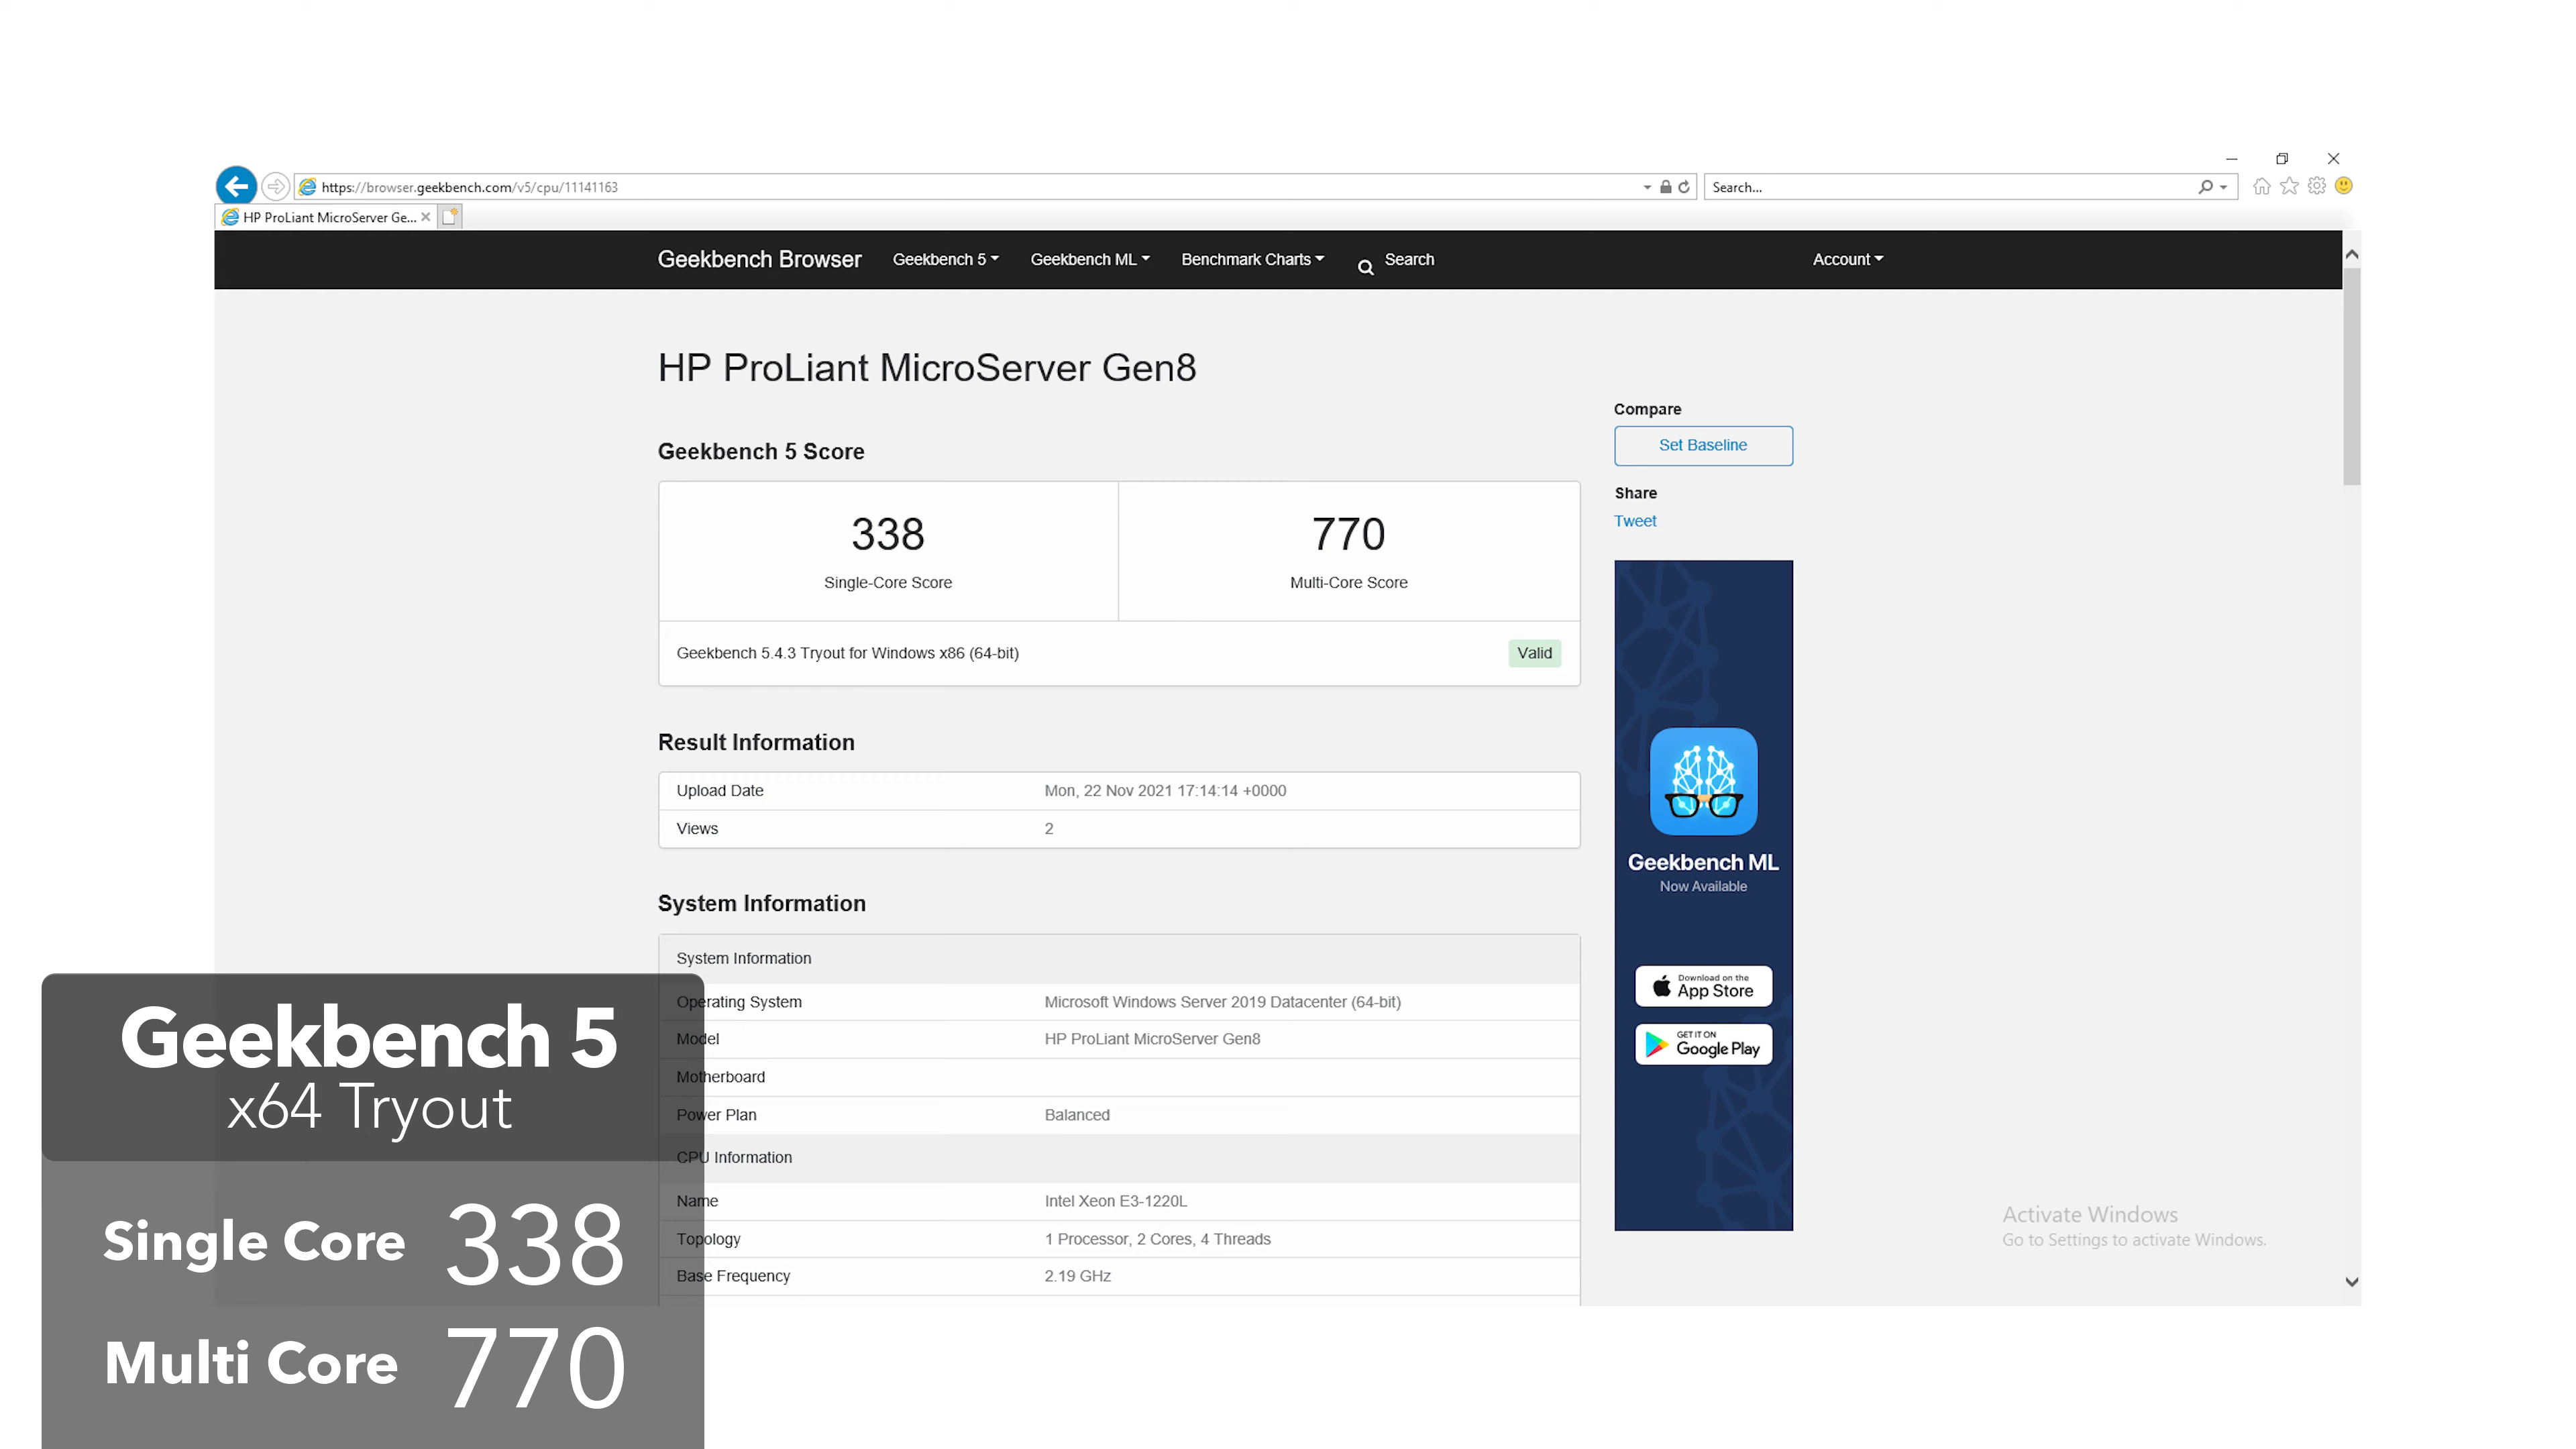 https://browser.geekbench.com/v5/cpu/11141163
Search...
HP ProLiant MicroServer Ge...
Geekbench Browser
Geekbench 5
Geekbench ML
Benchmark Charts
Search
Account
HP ProLiant MicroServer Gen8
Geekbench 5 Score
338
Single-Core Score
770
Multi-Core Score
Geekbench 5.4.3 Tryout for Windows x86 (64-bit)
Valid
Compare
Set Baseline
Share
Tweet
Geekbench ML
Now Available
Download on the
App Store
GET IT ON
Google Play
Result Information
Upload Date Mon, 22 Nov 2021 17:14:14 +0000
Views 2
System Information
System Information
Operating System Microsoft Windows Server 2019 Datacenter (64-bit)
Model HP ProLiant MicroServer Gen8
Motherboard
Power Plan Balanced
CPU Information
Name Intel Xeon E3-1220L
Topology 1 Processor, 2 Cores, 4 Threads
Base Frequency 2.19 GHz
Activate Windows
Go to Settings to activate Windows.
Geekbench 5
x64 Tryout
Single Core 338
Multi Core 770